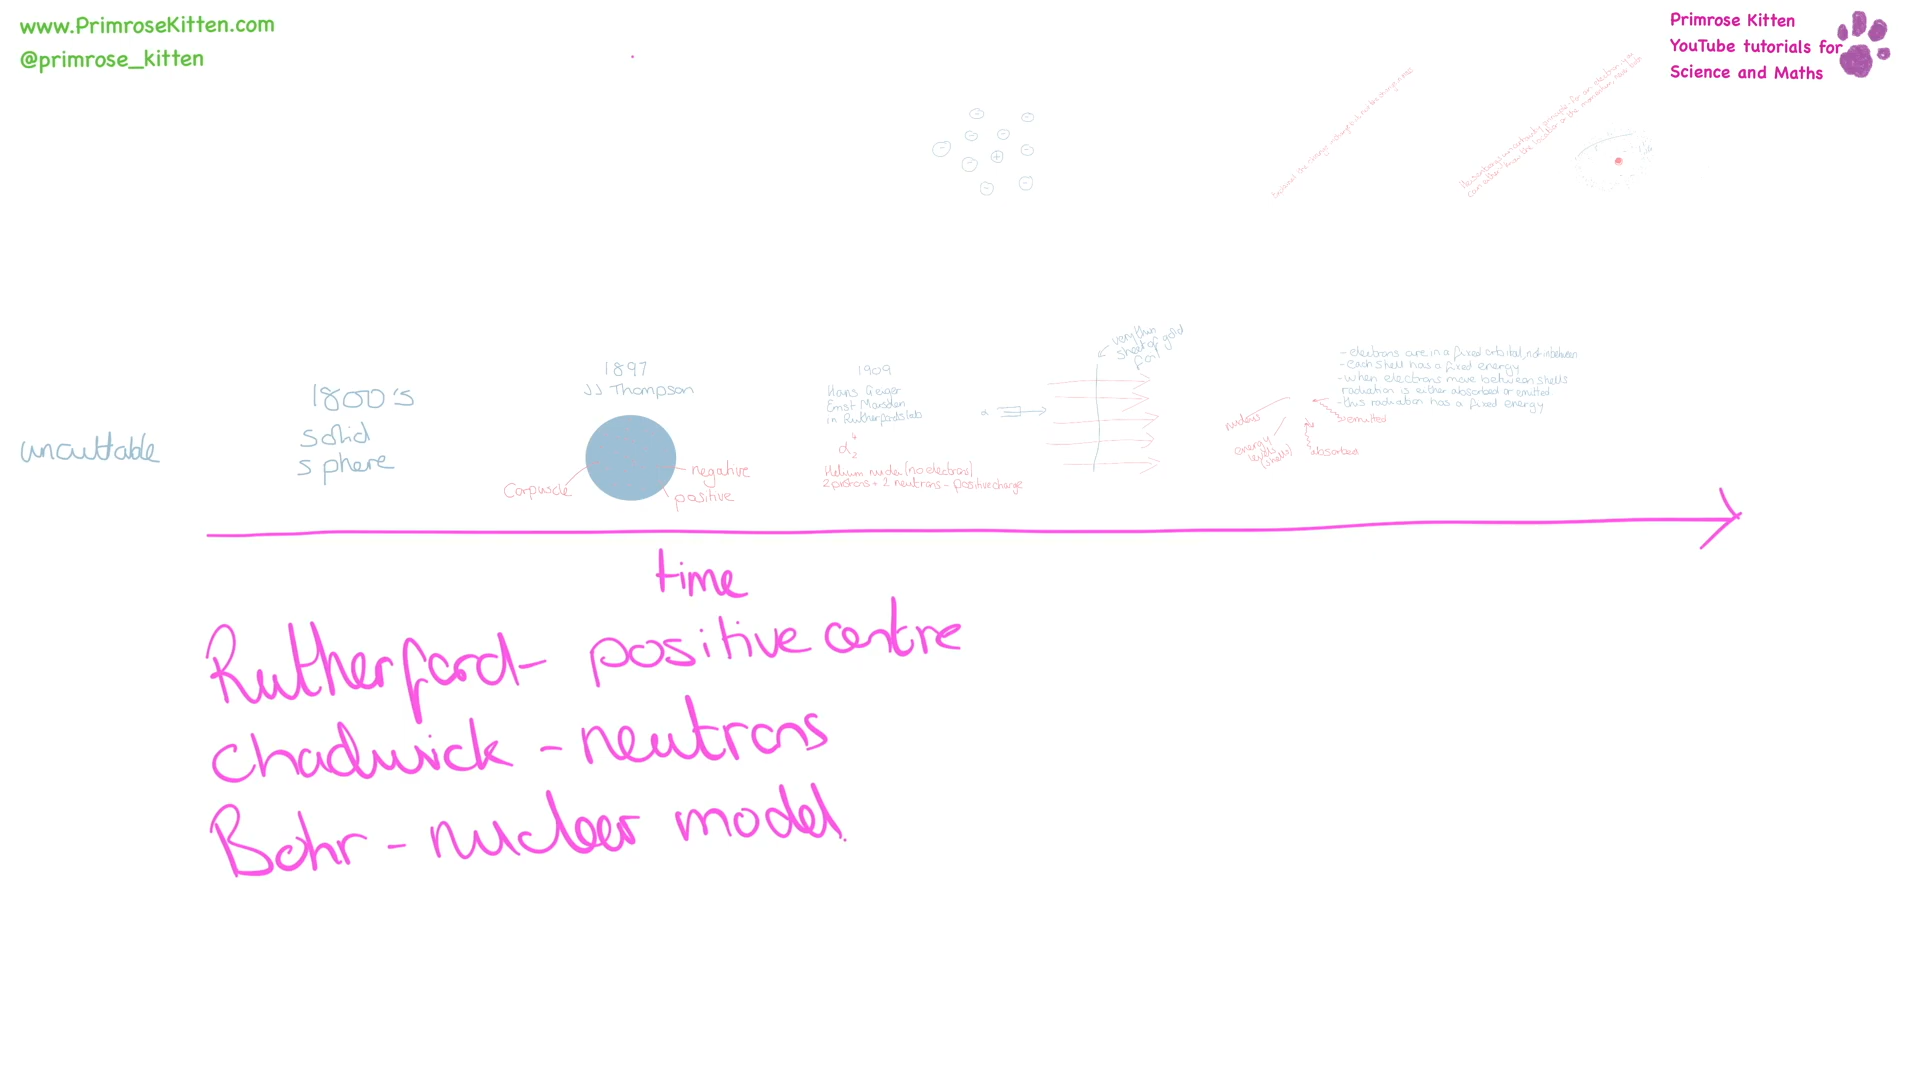 www.PrimroseKitten.com
@primrose_kitten
Primrose Kitten
YouTube tutorials for
Science and Maths
uncuttable
1800's
solid
sphere
1897
JJ Thompson
Corpuscle
negative
positive
1909
Hans Geiger
Ernst Marsden
in Rutherfords lab
α 4 2
Helium nuclei (no electrons)
2 protons + 2 neutrons - positive charge
α
very thin
sheet of gold
foil
nucleus
energy
levels
(shells)
emitted
absorbed
- electrons are in a fixed orbital, not inbetween
- each shell has a fixed energy
- when electrons move between shells
radiation is either absorbed or emitted
- this radiation has a fixed energy
time
Rutherford - positive centre
chadwick - neutrons
Bohr - nuclear model.